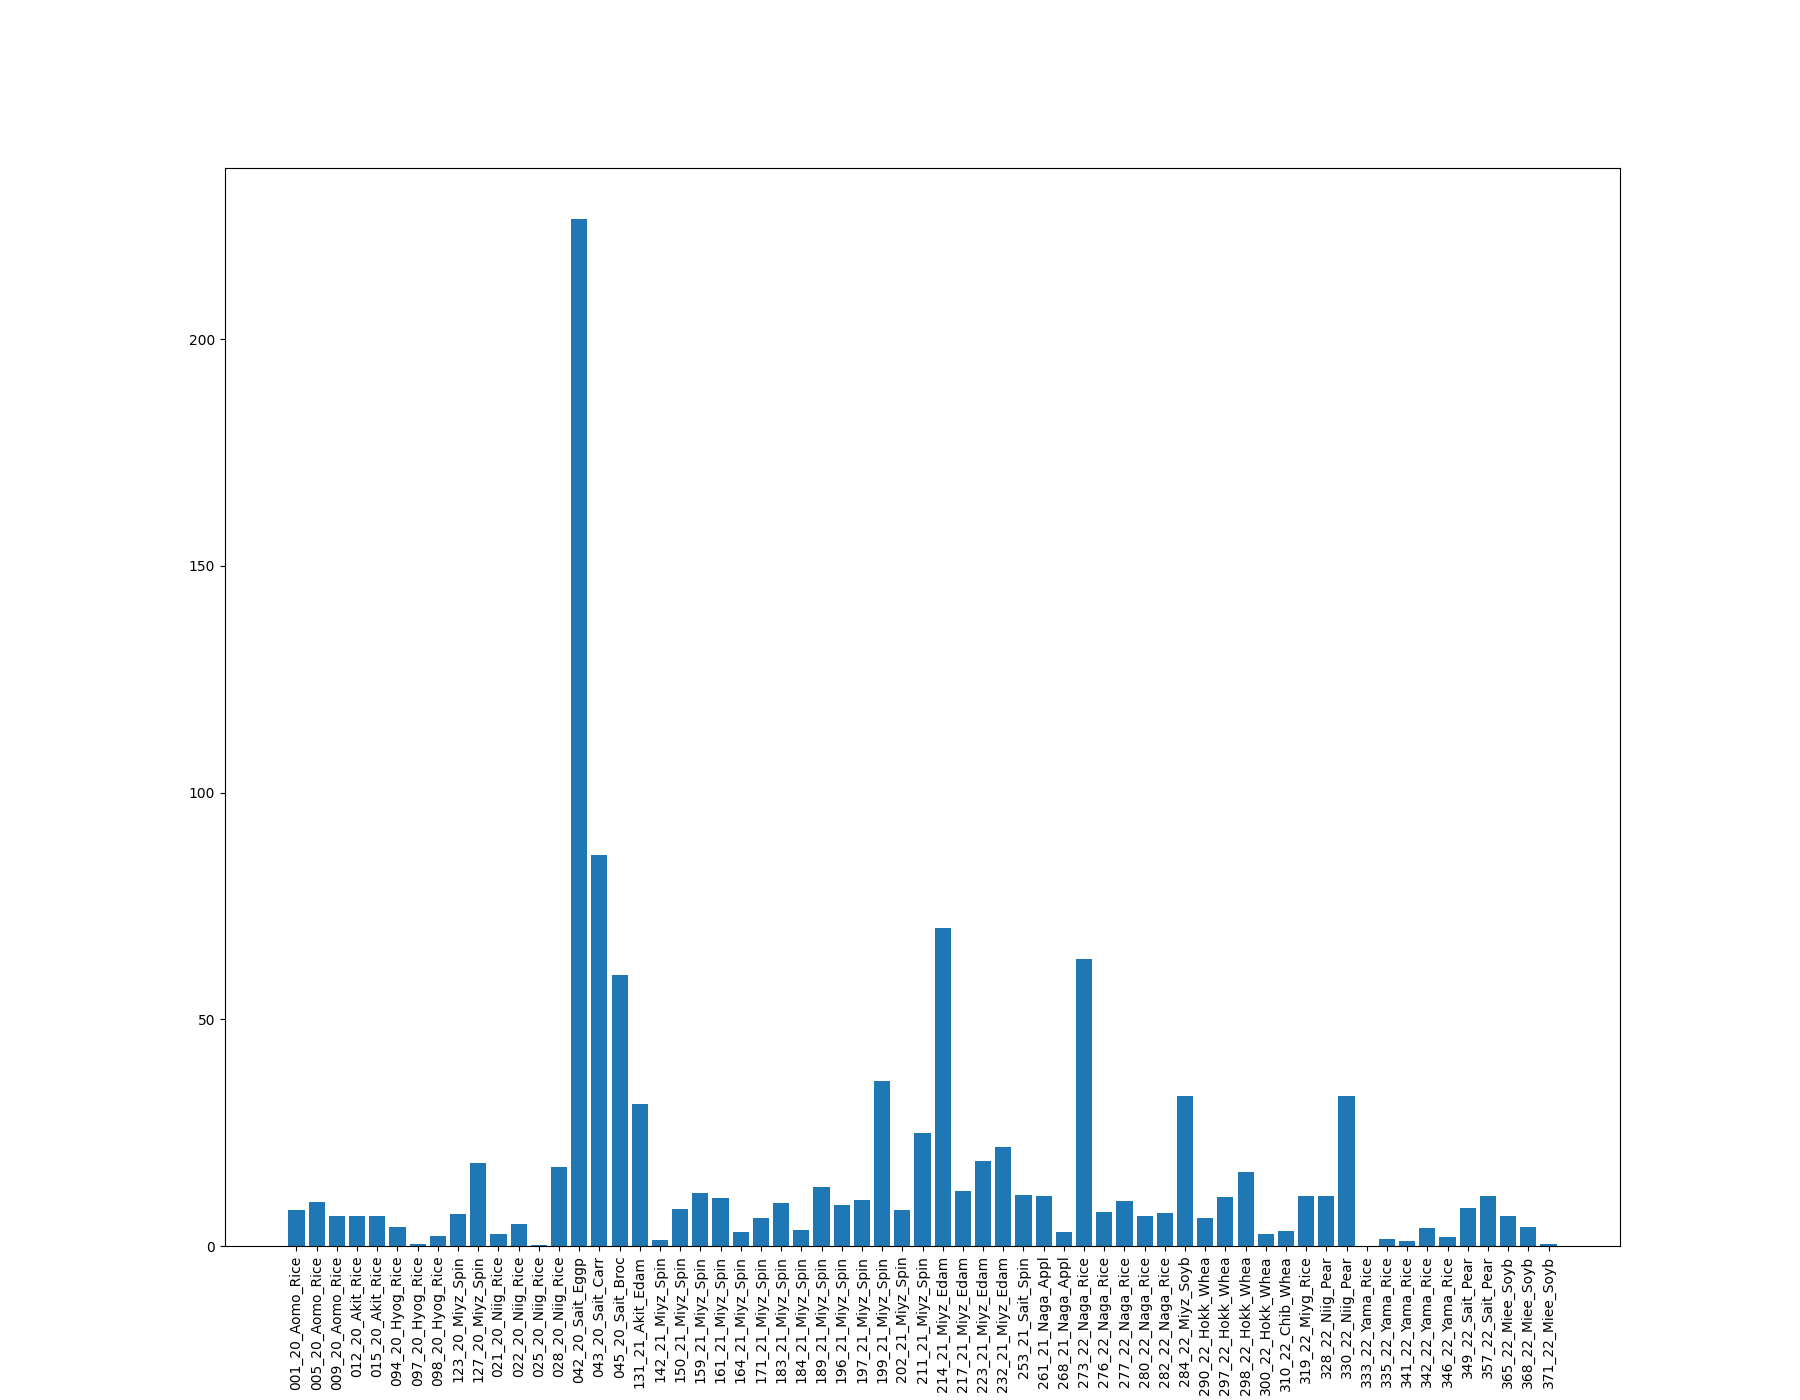 200
150
100
50
0
001_20_Aomo_Rice
005_20_Aomo_Rice
009_20_Aomo_Rice
012_20_Akit_Rice
015_20_Akit_Rice
094_20_Hyog_Rice
097_20_Hyog_Rice
098_20_Hyog_Rice
123_20_Miyz_Spin
127_20_Miyz_Spin
021_20_Niig_Rice
022_20_Niig_Rice
025_20_Niig_Rice
028_20_Niig_Rice
042_20_Sait_Eggp
043_20_Sait_Carr
045_20_Sait_Broc
131_21_Akit_Edam
142_21_Miyz_Spin
150_21_Miyz_Spin
159_21_Miyz_Spin
161_21_Miyz_Spin
164_21_Miyz_Spin
171_21_Miyz_Spin
183_21_Miyz_Spin
184_21_Miyz_Spin
189_21_Miyz_Spin
196_21_Miyz_Spin
197_21_Miyz_Spin
199_21_Miyz_Spin
202_21_Miyz_Spin
211_21_Miyz_Spin
214_21_Miyz_Edam
217_21_Miyz_Edam
223_21_Miyz_Edam
232_21_Miyz_Edam
253_21_Sait_Spin
261_21_Naga_Appl
268_21_Naga_Appl
273_22_Naga_Rice
276_22_Naga_Rice
277_22_Naga_Rice
280_22_Naga_Rice
282_22_Naga_Rice
284_22_Miyz_Soyb
290_22_Hokk_Whea
297_22_Hokk_Whea
298_22_Hokk_Whea
300_22_Hokk_Whea
310_22_Chib_Whea
319_22_Miyg_Rice
328_22_Niig_Pear
330_22_Niig_Pear
333_22_Yama_Rice
335_22_Yama_Rice
341_22_Yama_Rice
342_22_Yama_Rice
346_22_Yama_Rice
349_22_Sait_Pear
357_22_Sait_Pear
365_22_Miee_Soyb
368_22_Miee_Soyb
371_22_Miee_Soyb